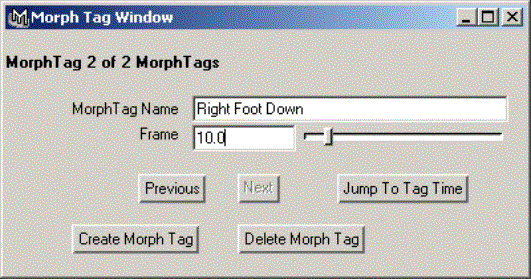 Morph Tag Window
MorphTag 2 of 2 MorphTags
MorphTag Name Right Foot Down
Frame 10.0
Previous Next Jump To Tag Time
Create Morph Tag Delete Morph Tag